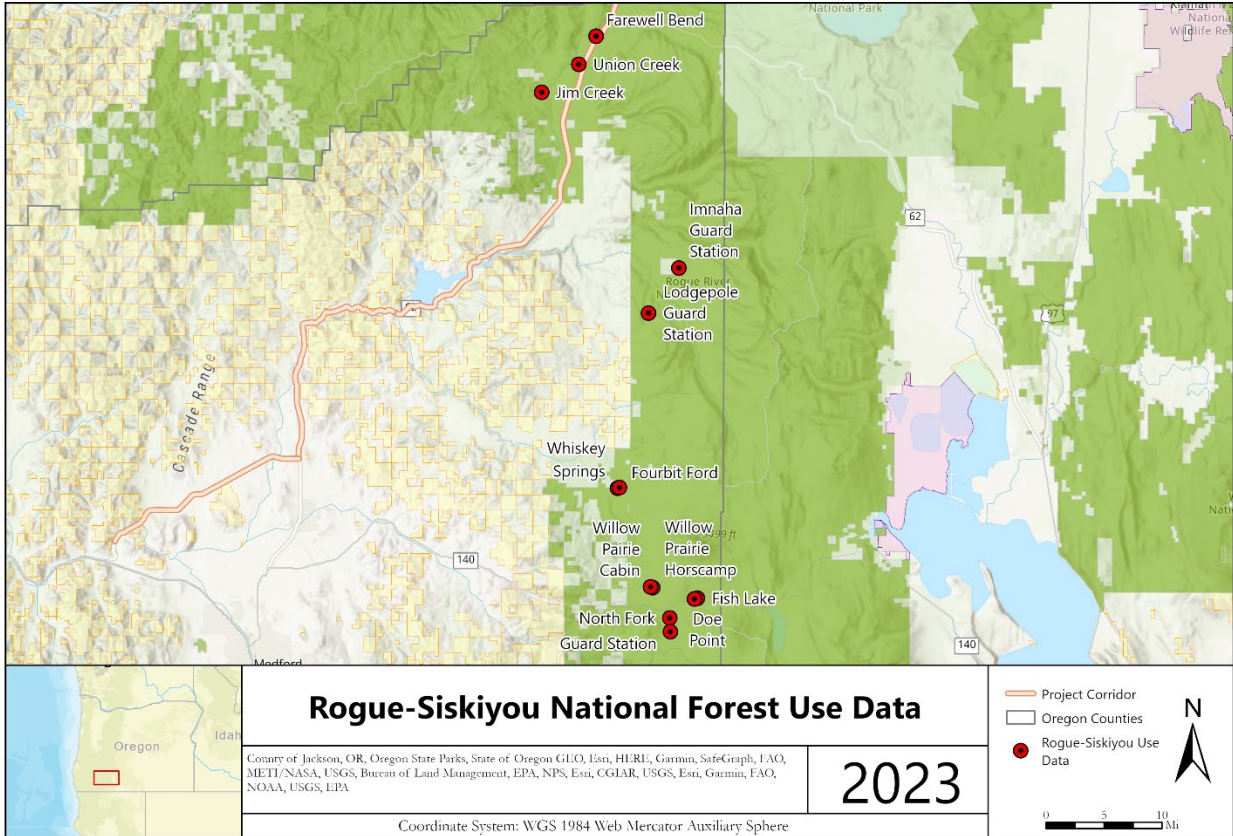 National Park
Klamath Ma
National
Wildlife Ref
Farewell Bend
Union Creek
Jim Creek
62
Imnaha
Guard
Station
Rogue River
Lodgepole
Guard
Station
97
Cascade Range
Whiskey
Springs
Fourbit Ford
Willow
Pairie
Cabin
Willow
Prairie
Horscamp
140
Fish Lake
North Fork
Doe
Point
Guard Station
140
Medford
Oregon
Idah
Rogue-Siskiyou National Forest Use Data
County of Jackson, OR, Oregon State Parks, State of Oregon GEO, Esri, HERE, Garmin, SafeGraph, FAO,
METI/NASA, USGS, Bureau of Land Management, EPA, NPS, Esri, CGIAR, USGS, Esri, Garmin, FAO,
NOAA, USGS, EPA
2023
Coordinate System: WGS 1984 Web Mercator Auxiliary Sphere
Project Corridor
Oregon Counties
Rogue-Siskiyou Use
Data
N
0 5 10
Mi